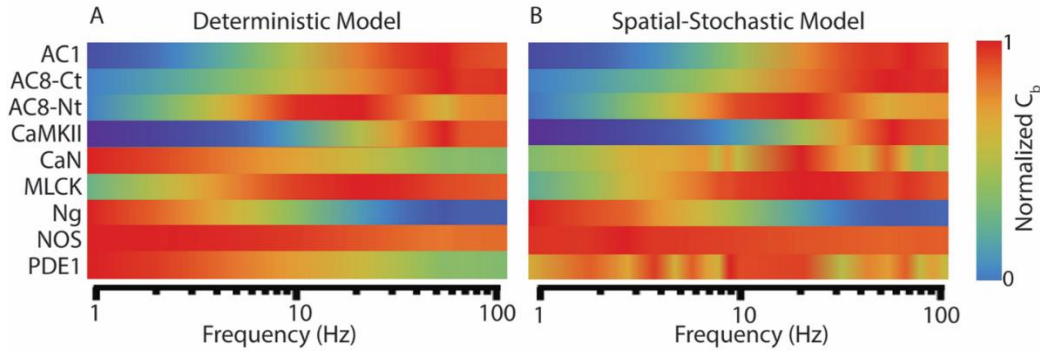 A
Deterministic Model
B
Spatial-Stochastic Model
AC1
AC8-Ct
AC8-Nt
CaMKII
CaN
MLCK
Ng
NOS
PDE1
1
10
100
Frequency (Hz)
1
10
100
Frequency (Hz)
1
0
Normalized Cb